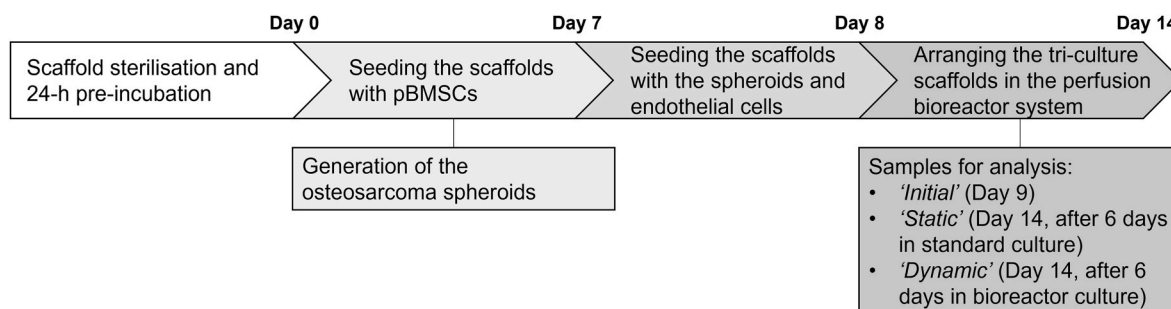 Day 0
Day 7
Day 8
Day 14
Scaffold sterilisation and
24-h pre-incubation
Seeding the scaffolds
with pBMSCs
Seeding the scaffolds
with the spheroids and
endothelial cells
Arranging the tri-culture
scaffolds in the perfusion
bioreactor system
Generation of the
osteosarcoma spheroids
Samples for analysis:
• 'Initial' (Day 9)
• 'Static' (Day 14, after 6 days
in standard culture)
• 'Dynamic' (Day 14, after 6
days in bioreactor culture)